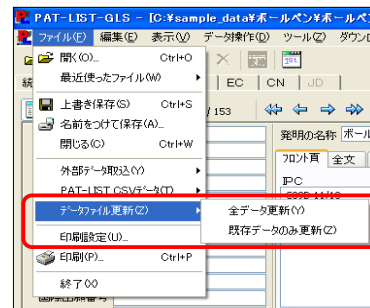 PAT-LIST-GLS - [C:¥sample_data¥ボールペン¥ボールペ
ファイル(F) 編集(E) 表示(V) データ操作(D) ツール(Z) ダウン
開く(O)... Ctrl+O
最近使ったファイル(W)
EC CN JD
上書き保存(S) Ctrl+S
/ 153
名前をつけて保存(A)...
閉じる(C) Ctrl+W
発明の名称 ボール
フロント頁 全文
外部データ取込(Y)
IPC
PAT-LIST CSVデータ(T)
データファイル更新(Z)
全データ更新(Y)
既存データのみ更新(Z)
印刷設定(U)...
印刷(P)... Ctrl+P
終了(X)